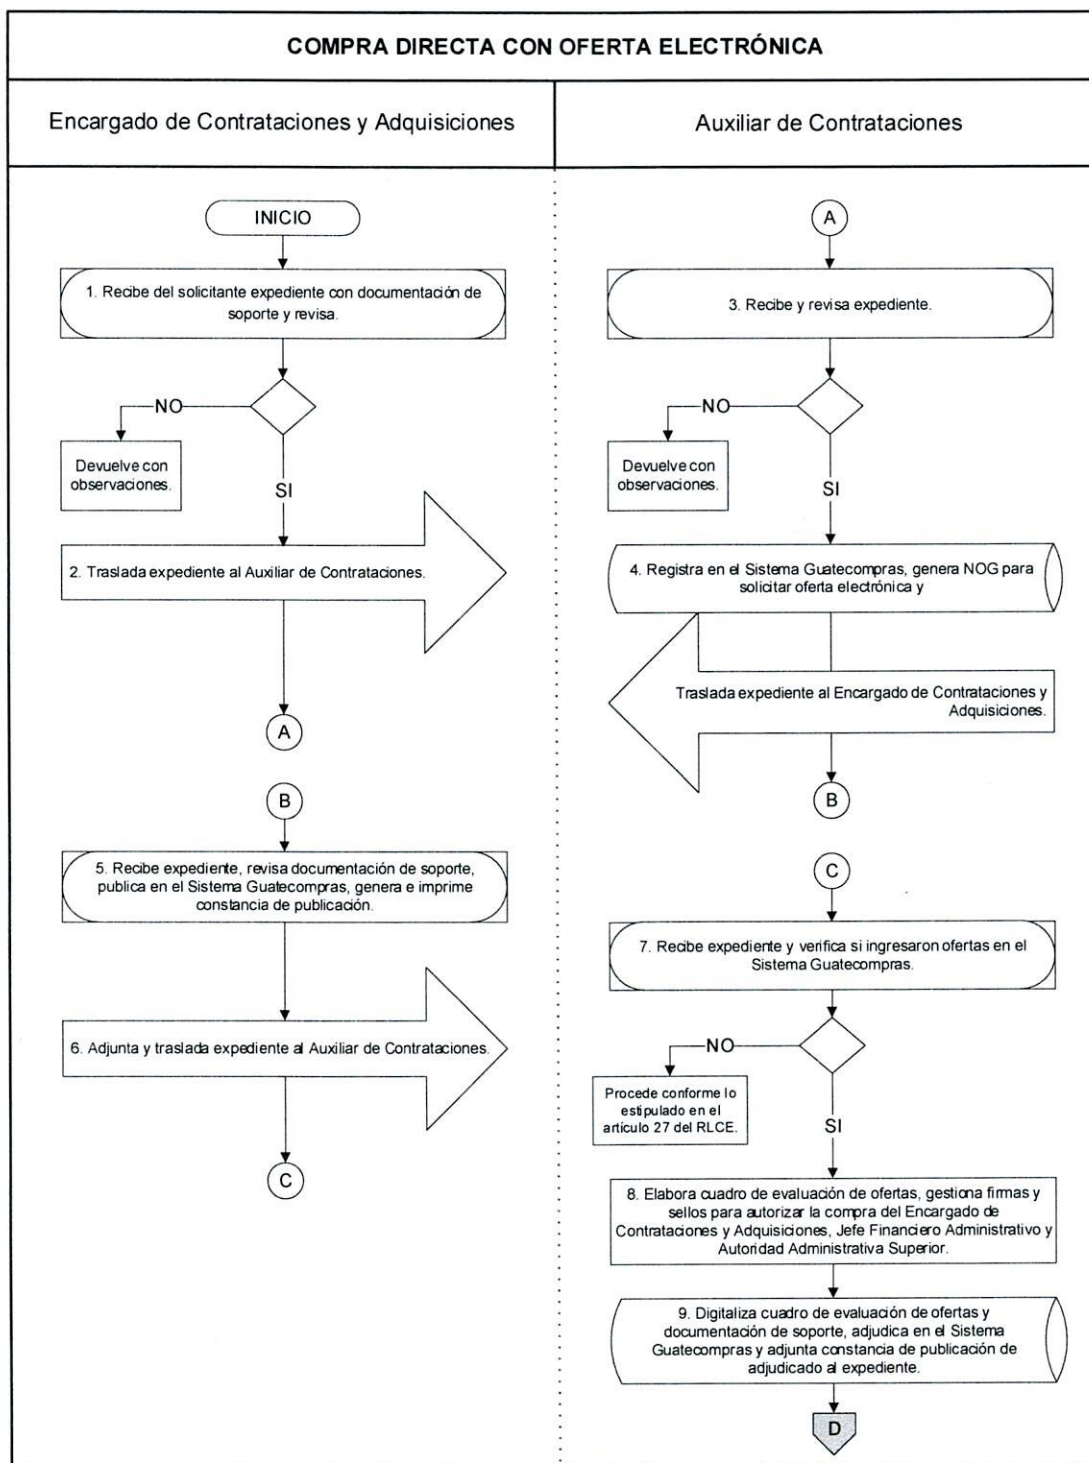 COMPRA DIRECTA CON OFERTA ELECTRÓNICA
Encargado de Contrataciones y Adquisiciones
Auxiliar de Contrataciones
INICIO
1. Recibe del solicitante expediente con documentación de
soporte y revisa.
NO
Devuelve con
observaciones.
SI
2. Traslada expediente al Auxiliar de Contrataciones.
A
B
5. Recibe expediente, revisa documentación de soporte,
publica en el Sistema Guatecompras, genera e imprime
constancia de publicación.
6. Adjunta y traslada expediente al Auxiliar de Contrataciones.
C
A
3. Recibe y revisa expediente.
NO
Devuelve con
observaciones.
SI
4. Registra en el Sistema Guatecompras, genera NOG para
solicitar oferta electrónica y
Traslada expediente al Encargado de Contrataciones y
Adquisiciones.
B
C
7. Recibe expediente y verifica si ingresaron ofertas en el
Sistema Guatecompras.
NO
Procede conforme lo
estipulado en el
artículo 27 del RLCE.
SI
8. Elabora cuadro de evaluación de ofertas, gestiona firmas y
sellos para autorizar la compra del Encargado de
Contrataciones y Adquisiciones, Jefe Financiero Administrativo y
Autoridad Administrativa Superior.
9. Digitaliza cuadro de evaluación de ofertas y
documentación de soporte, adjudica en el Sistema
Guatecompras y adjunta constancia de publicación de
adjudicado al expediente.
D